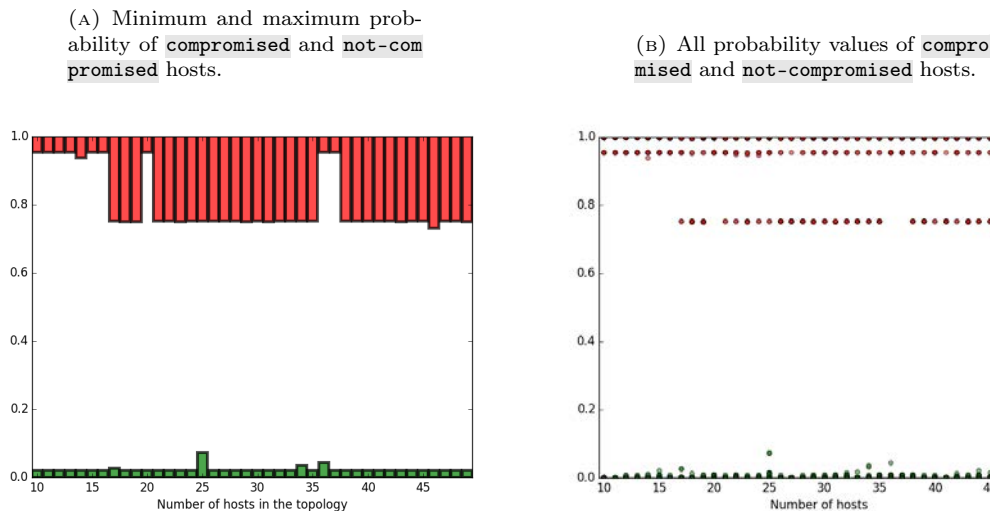 (A) Minimum and maximum prob-
ability of compromised and not-com
promised hosts.
(B) All probability values of compro
mised and not-compromised hosts.
1.0
0.8
0.6
0.4
0.2
0.0
10 15 20 25 30 35 40 45
Number of hosts in the topology
1.0
0.8
0.6
0.4
0.2
0.0
10 15 20 25 30 35 40
Number of hosts